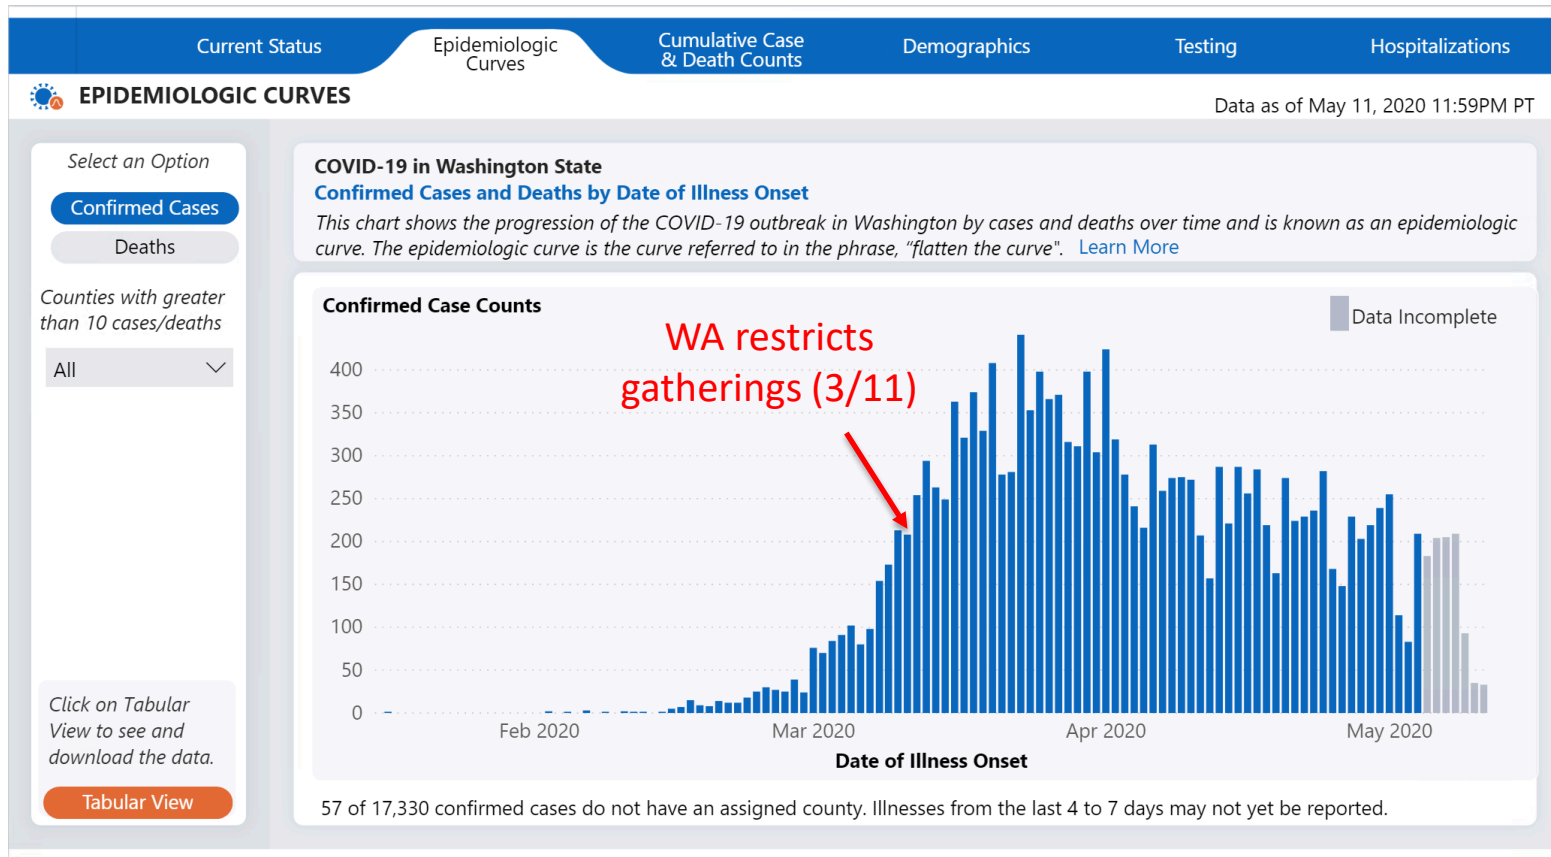 Current Status
Epidemiologic
Curves
Cumulative Case
& Death Counts
Demographics
Testing
Hospitalizations
EPIDEMIOLOGIC CURVES
Data as of May 11, 2020 11:59PM PT
Select an Option
Confirmed Cases
Deaths
Counties with greater
than 10 cases/deaths
All
Click on Tabular
View to see and
download the data.
Tabular View
COVID-19 in Washington State
Confirmed Cases and Deaths by Date of Illness Onset
This chart shows the progression of the COVID-19 outbreak in Washington by cases and deaths over time and is known as an epidemiologic
curve. The epidemiologic curve is the curve referred to in the phrase, "flatten the curve". Learn More
Confirmed Case Counts
Data Incomplete
WA restricts
gatherings (3/11)
400
350
300
250
200
150
100
50
0
Feb 2020
Mar 2020
Apr 2020
May 2020
Date of Illness Onset
57 of 17,330 confirmed cases do not have an assigned county. Illnesses from the last 4 to 7 days may not yet be reported.